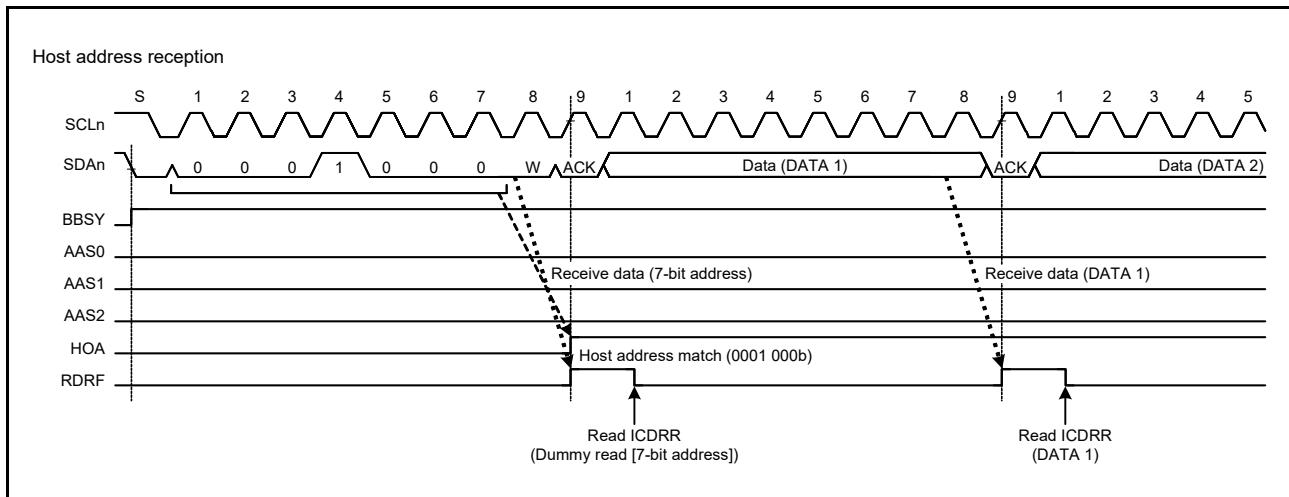 Host address reception
S 1 2 3 4 5 6 7 8 9 1 2 3 4 5 6 7 8 9 1 2 3 4 5
SCLn
SDAn 0 0 0 1 0 0 0 W ACK Data (DATA 1) ACK Data (DATA 2)
BBSY
AAS0
Receive data (7-bit address) Receive data (DATA 1)
AAS1
AAS2
HOA
Host address match (0001 000b)
RDRF
Read ICDRR Read ICDRR
(Dummy read [7-bit address]) (DATA 1)